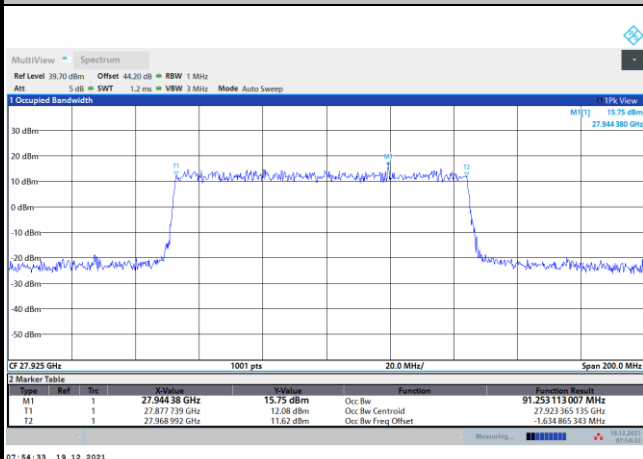 MultiView Spectrum
Ref Level 39.70 dBm Offset 44.20 dB RBW 1 MHz
Att 5 dB SWT 1.2 ms VBW 3 MHz Mode Auto Sweep
1 Occupied Bandwidth 1Pk View
M1[1] 15.75 dBm
27.944 380 GHz
30 dBm
20 dBm
T1 M1 T2
10 dBm
0 dBm
-10 dBm
-20 dBm
-30 dBm
-40 dBm
-50 dBm
CF 27.925 GHz 1001 pts 20.0 MHz/ Span 200.0 MHz
2 Marker Table
Type Ref Trc X-Value Y-Value Function Function Result
M1 1 27.944 38 GHz 15.75 dBm Occ Bw 91.253 113 007 MHz
T1 1 27.877 739 GHz 12.08 dBm Occ Bw Centroid 27.923 365 135 GHz
T2 1 27.968 992 GHz 11.62 dBm Occ Bw Freq Offset -1.634 865 343 MHz
Measuring...
07:54:33 19.12.2021